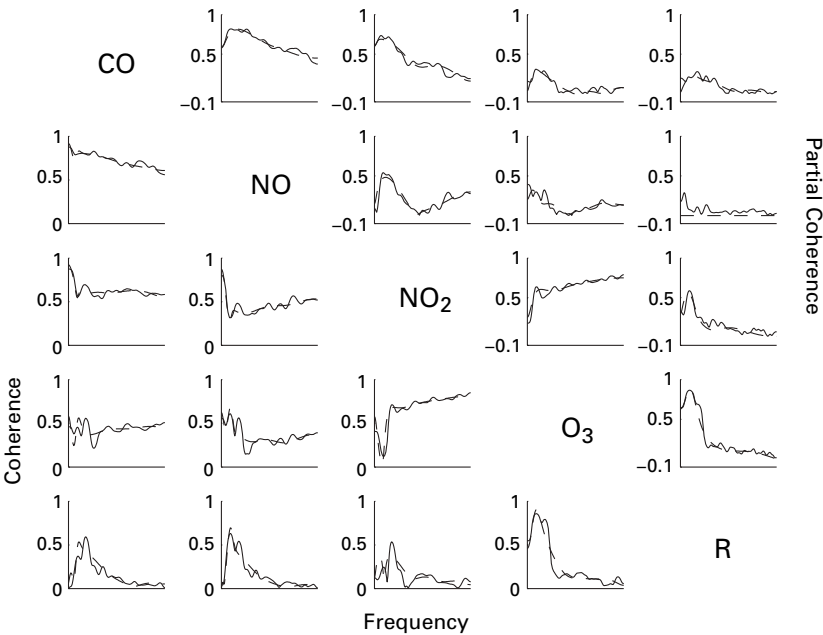 1 1 1 1
CO 0.5 0.5 0.5 0.5
−0.1 −0.1 −0.1 −0.1
1 1 1 1
0.5 NO 0.5 0.5 0.5
0 −0.1 −0.1 −0.1
Partial Coherence
1 1 1 1
0.5 0.5 NO2 0.5 0.5
0 0 −0.1 −0.1
1 1 1 1
0.5 0.5 0.5 O3 0.5
0 0 0 −0.1
Coherence
1 1 1 1
0.5 0.5 0.5 0.5 R
0 0 0 0
Frequency